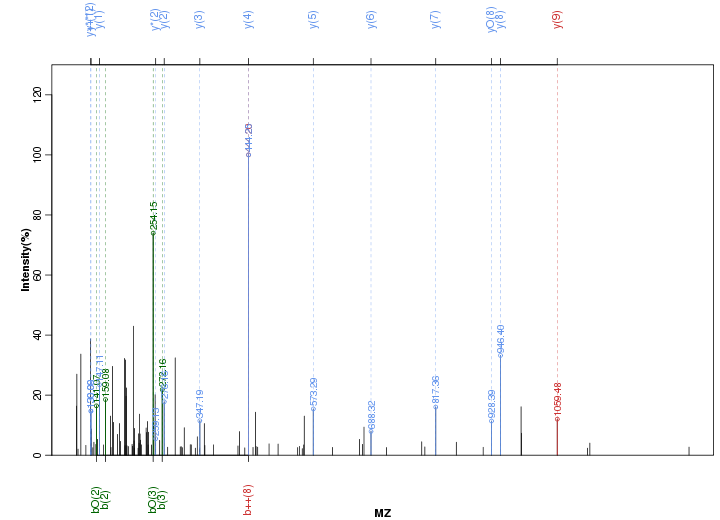 y(1)
y*(2)
y(2)
y(3)
y(4)
y(5)
y(6)
y(7)
yO(8)
y(8)
y(9)
Intensity(%)
0
20
40
60
80
100
120
159.08
254.15
272.16
347.19
444.20
573.29
688.32
817.36
928.39
946.40
1059.48
bO(2)
b(2)
bO(3)
b(3)
b++(8)
MZ